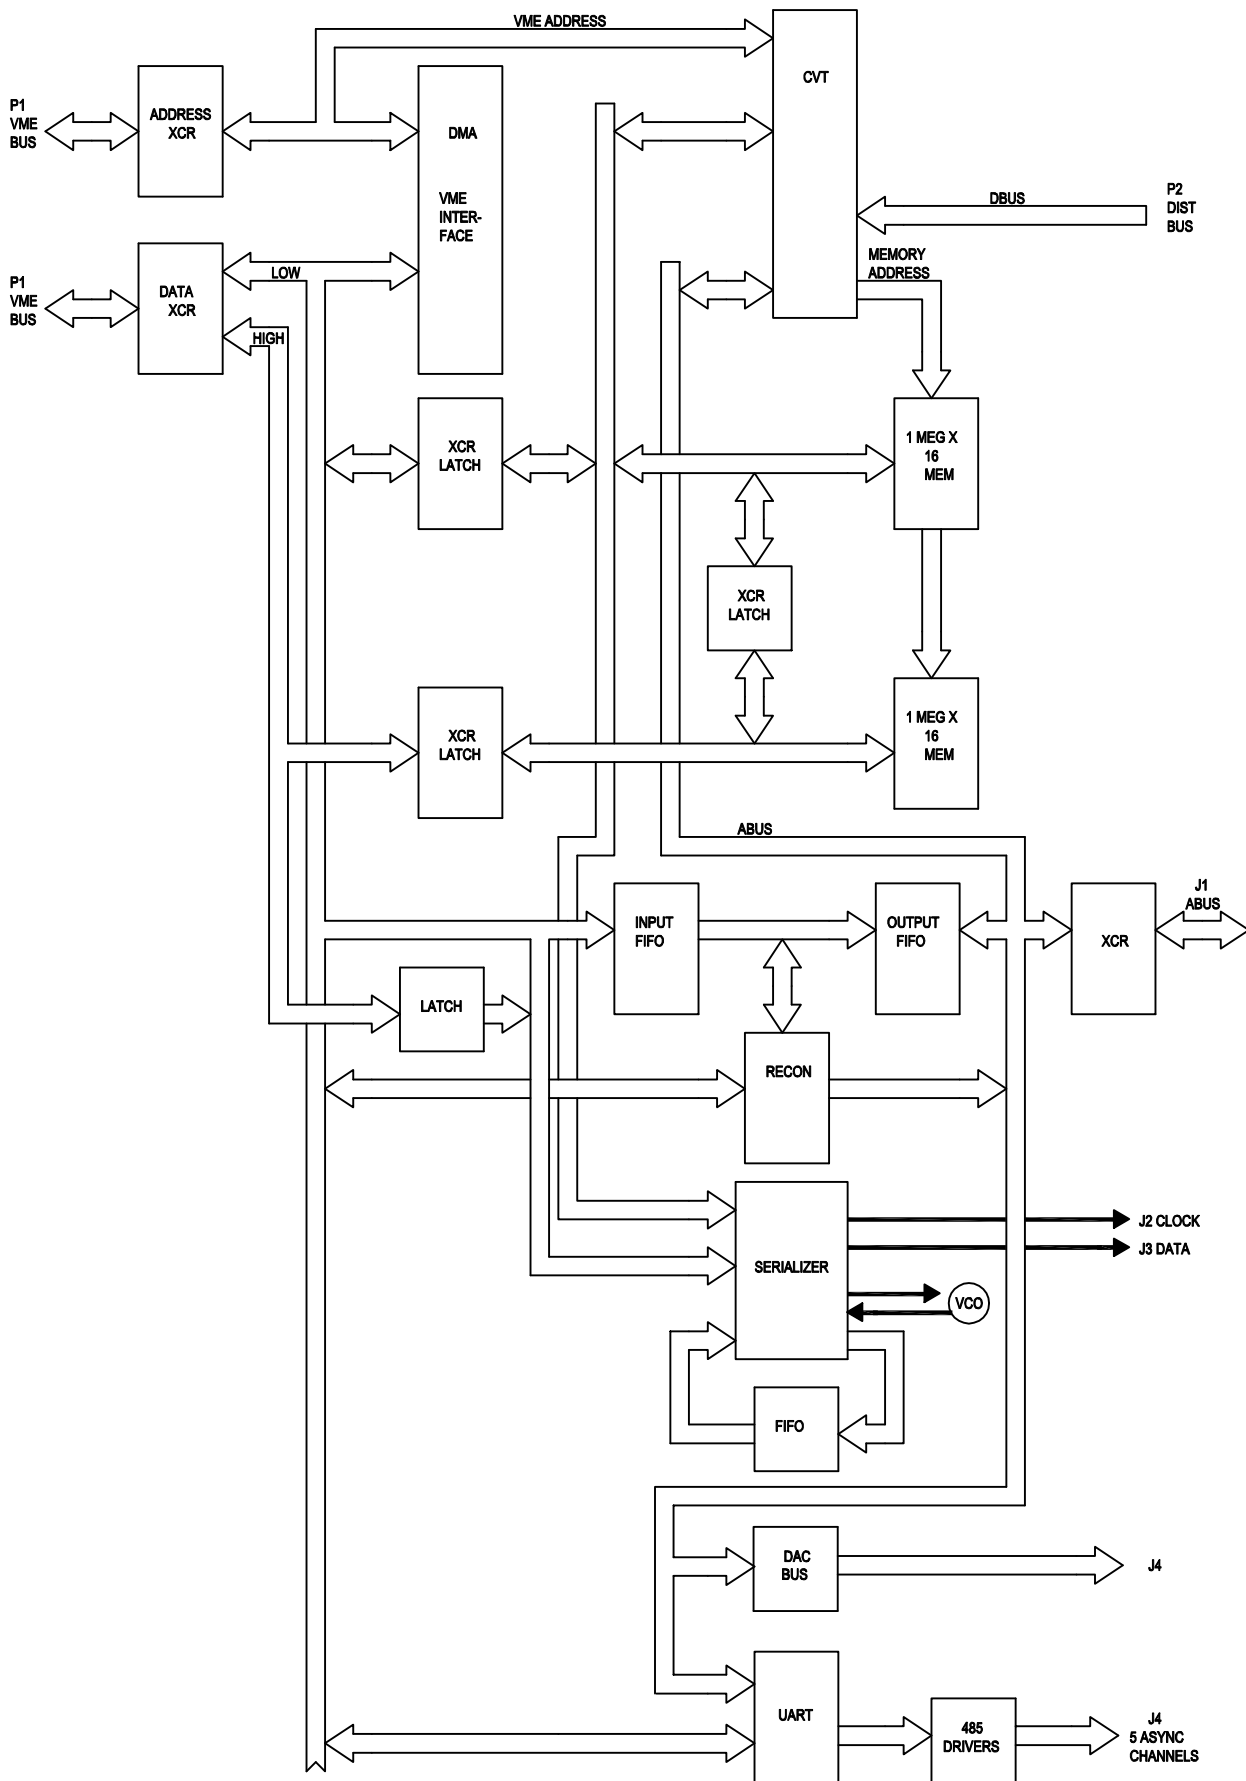 VME ADDRESS
CVT
P1
VME
BUS
ADDRESS
XCR
DMA
VME
INTER-
FACE
DBUS
P2
DIST
BUS
MEMORY
ADDRESS
P1
VME
BUS
DATA
XCR
LOW
HIGH
XCR
LATCH
1 MEG X
16
MEM
XCR
LATCH
XCR
LATCH
1 MEG X
16
MEM
ABUS
INPUT
FIFO
OUTPUT
FIFO
XCR
J1
ABUS
LATCH
RECON
SERIALIZER
J2 CLOCK
J3 DATA
VCO
FIFO
DAC
BUS
J4
UART
485
DRIVERS
J4
5 ASYNC
CHANNELS